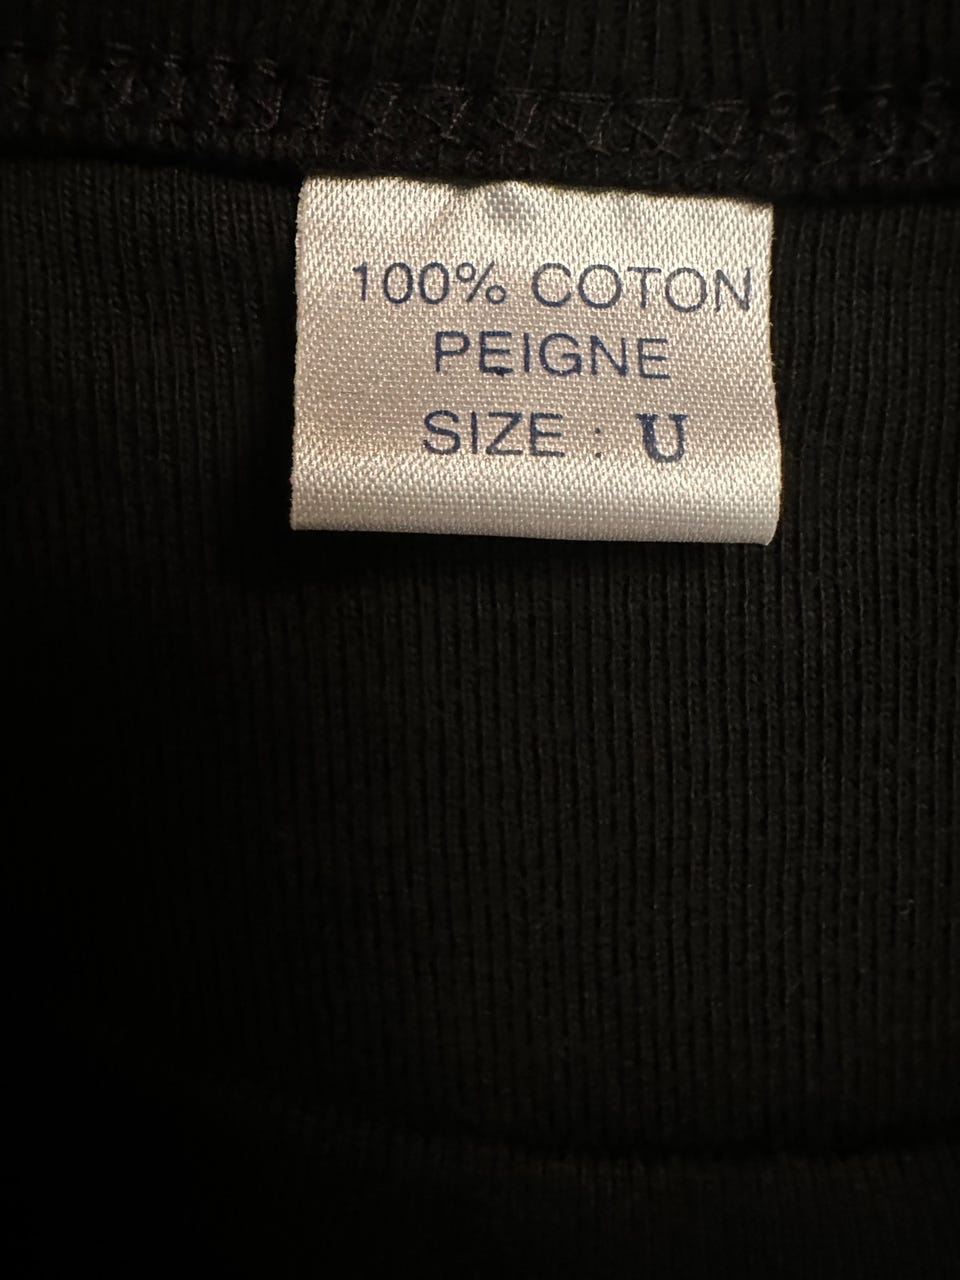 100% COTON
PEIGNE
SIZE : U